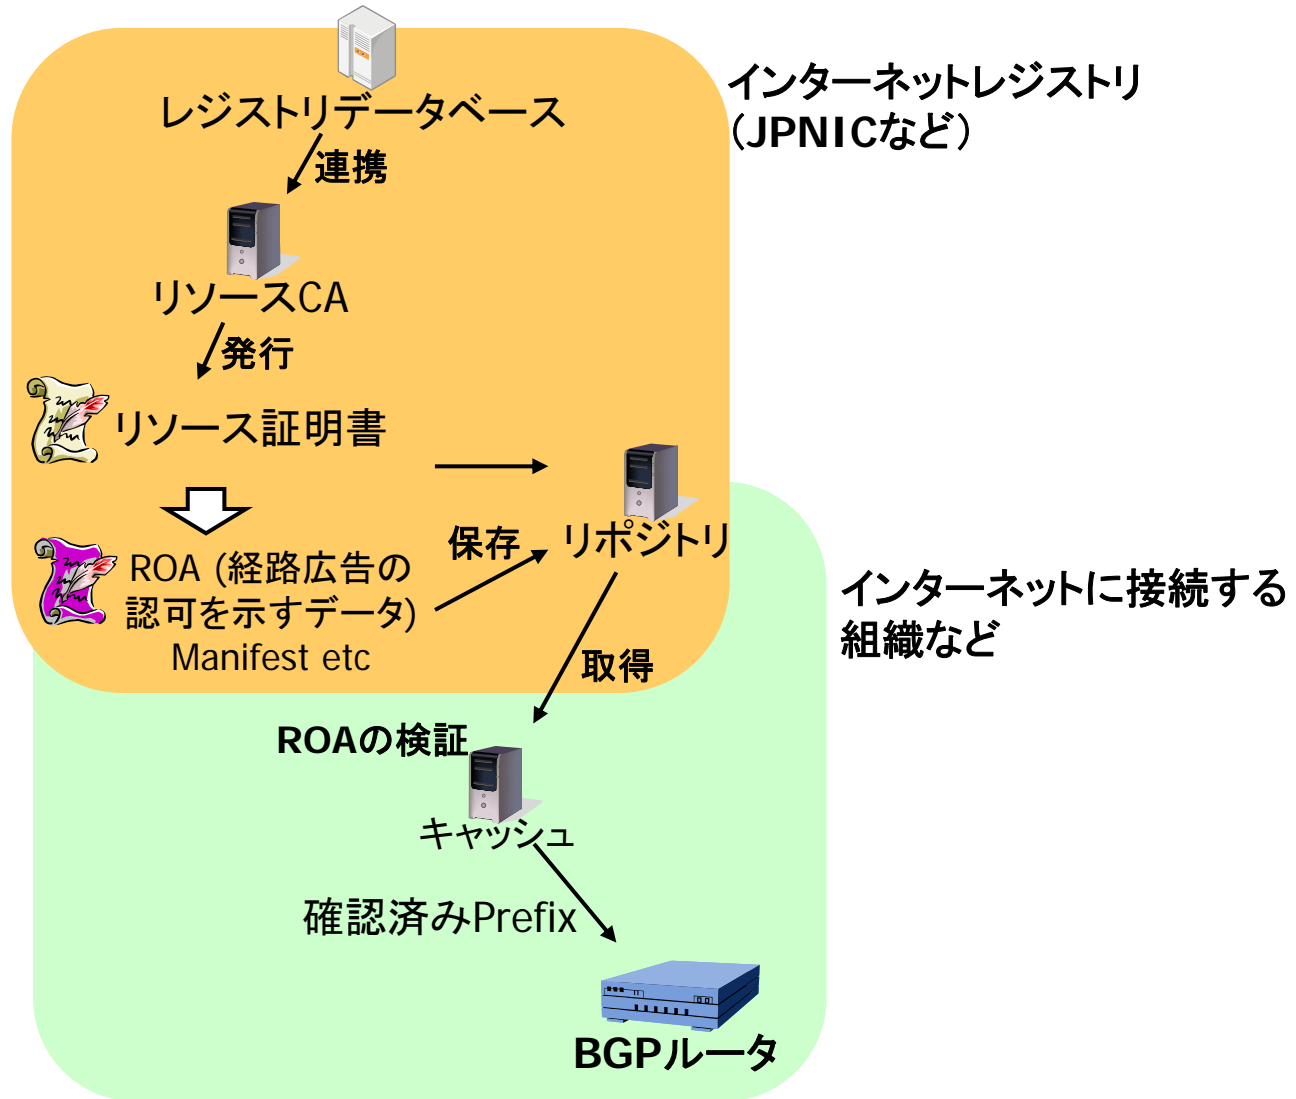 レジストリデータベース
インターネットレジストリ
（JPNICなど）
連携
リソースCA
発行
リソース証明書
保存
リポジトリ
ROA (経路広告の
認可を示すデータ)
Manifest etc
インターネットに接続する
組織など
取得
ROAの検証
キャッシュ
確認済みPrefix
BGPルータ